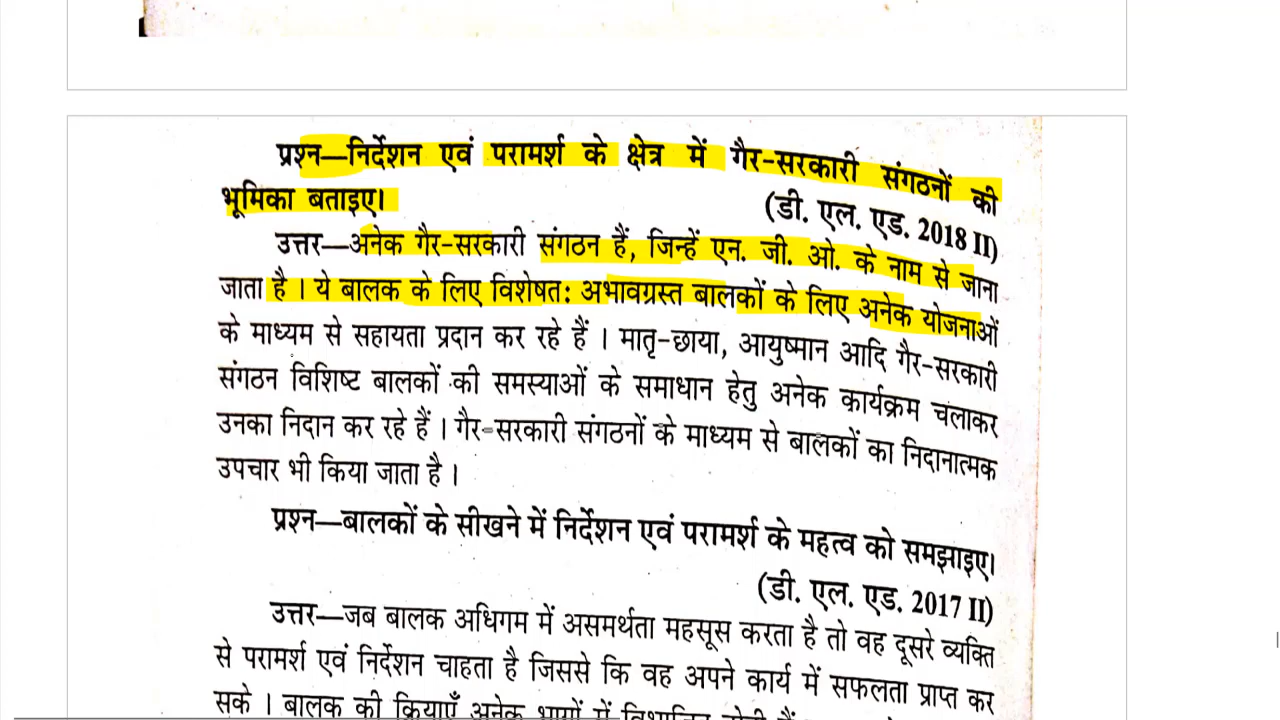 प्रश्न—निर्देशन एवं परामर्श के क्षेत्र में गैर-सरकारी संगठनों की
भूमिका बताइए।
(डी. एल. एड. 2018 II)
उत्तर—अनेक गैर-सरकारी संगठन हैं, जिन्हें एन. जी. ओ. के नाम से जाना
जाता है । ये बालक के लिए विशेषत: अभावग्रस्त बालकों के लिए अनेक योजनाओं
के माध्यम से सहायता प्रदान कर रहे हैं । मातृ-छाया, आयुष्मान आदि गैर-सरकारी
संगठन विशिष्ट बालकों की समस्याओं के समाधान हेतु अनेक कार्यक्रम चलाकर
उनका निदान कर रहे हैं । गैर-सरकारी संगठनों के माध्यम से बालकों का निदानात्मक
उपचार भी किया जाता है ।
प्रश्न—बालकों के सीखने में निर्देशन एवं परामर्श के महत्व को समझाइए।
(डी. एल. एड. 2017 II)
उत्तर—जब बालक अधिगम में असमर्थता महसूस करता है तो वह दूसरे व्यक्ति
से परामर्श एवं निर्देशन चाहता है जिससे कि वह अपने कार्य में सफलता प्राप्त कर
सके । बालक की क्रियाएँ अनेक भागों में